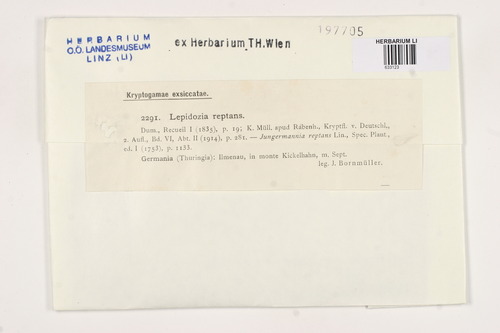 HERBARIUM
O.Ö. LANDESMUSEUM
LINZ (LI)
ex Herbarium TH.Wien
197705
HERBARIUM LI
Kryptogamae exsiccatae.
2291. Lepidozia reptans.
Dum., Recueil I (1835), p. 19; K. Müll. apud Rabenh., Kryptfl. v. Deutschl.,
2. Aufl., Bd. VI, Abt. II (1914), p. 281. — Jungermannia reptans Lin., Spec. Plant.,
ed. I (1753), p. 1133.
Germania (Thuringia): Ilmenau, in monte Kickelhahn, m. Sept.
leg. J. Bornmüller.